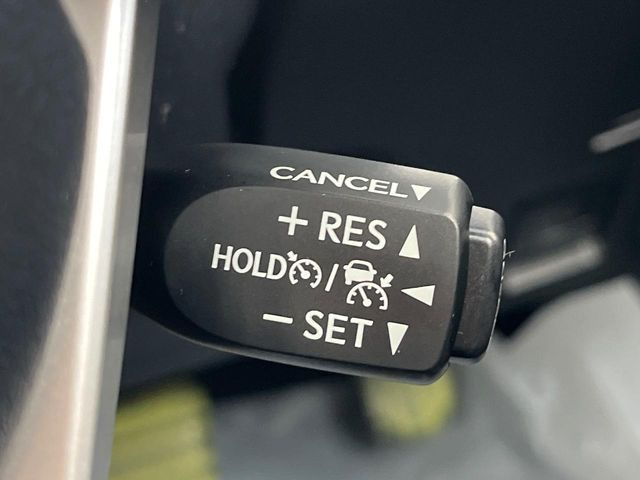 CANCEL▼
+ RES ▲
HOLD / ◀
− SET ▼